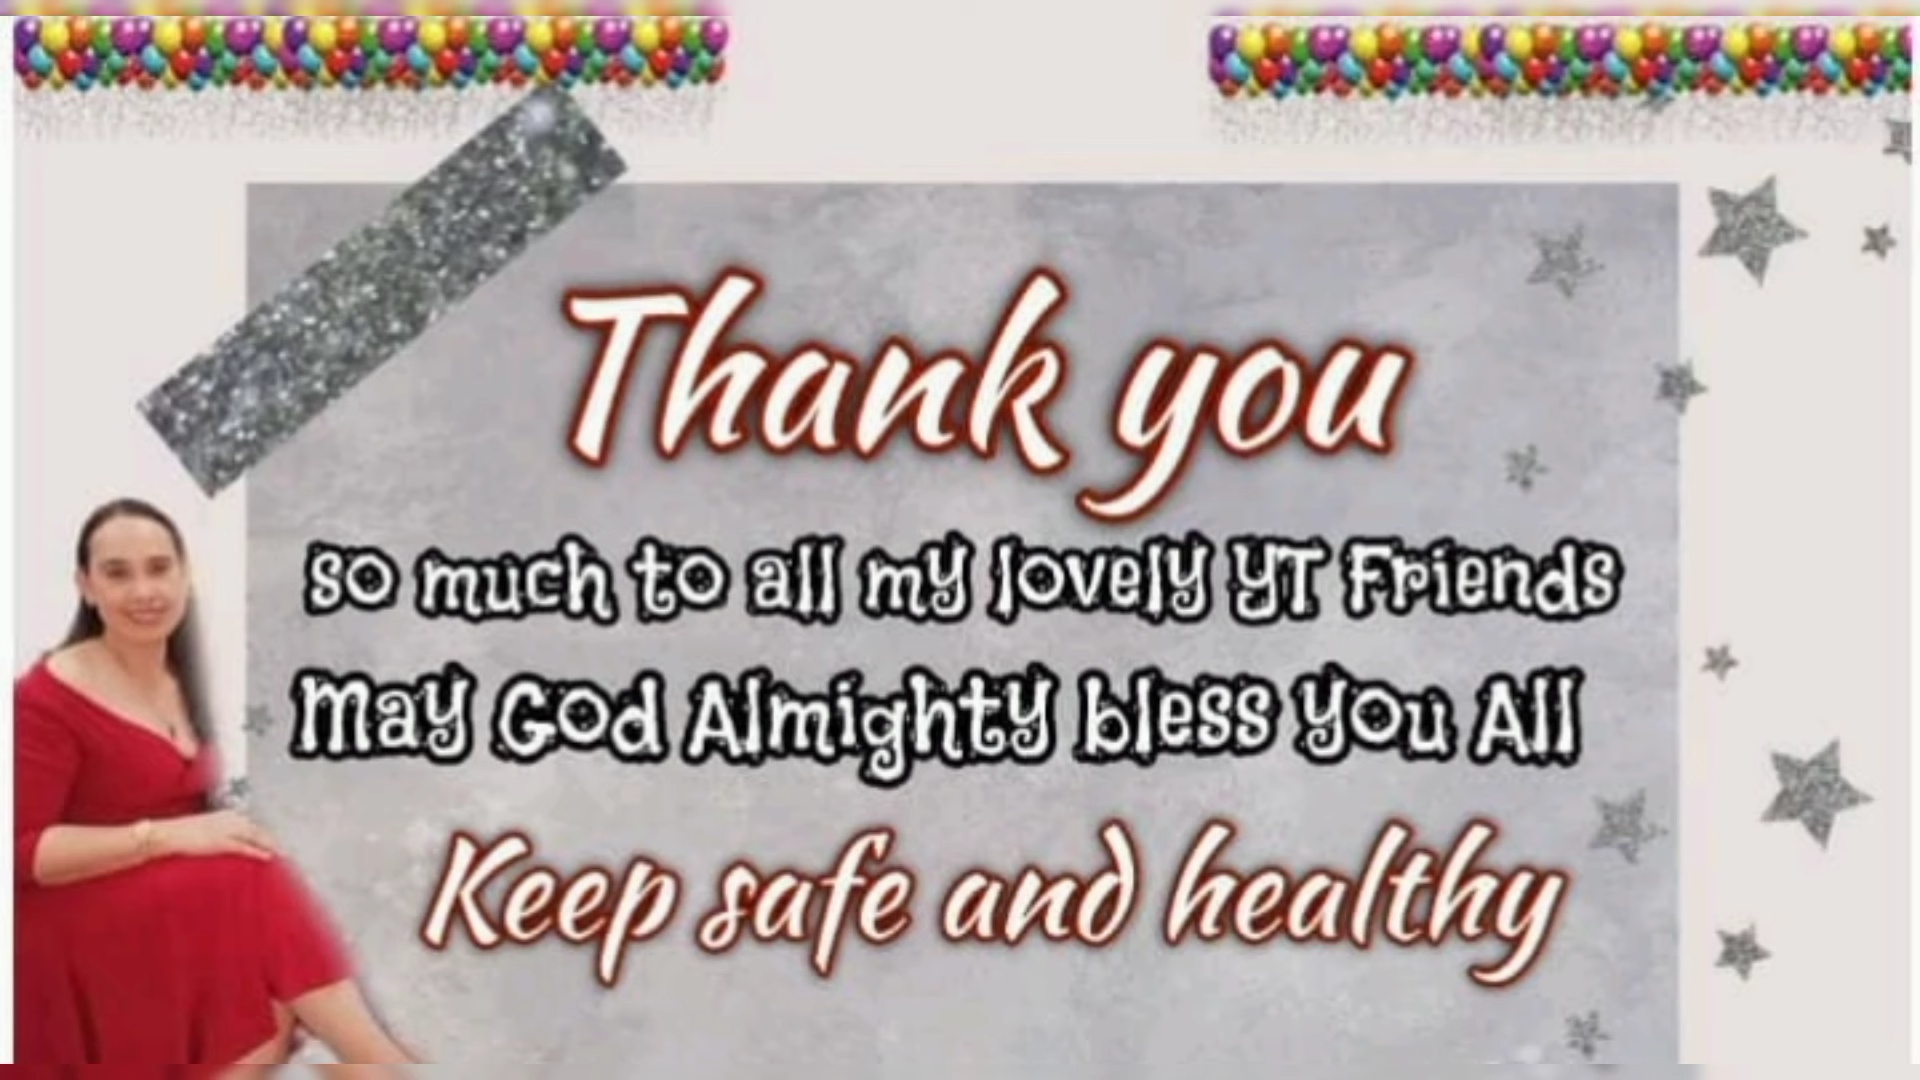 Thank you
so much to all my lovely YT Friends
May God Almighty bless you All
Keep safe and healthy